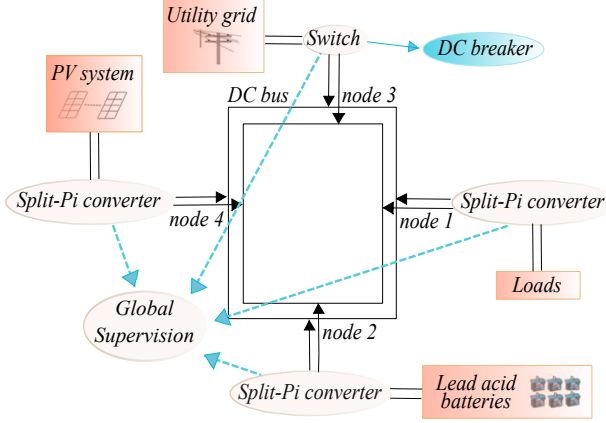 Utility grid
Switch
DC breaker
PV system
DC bus
node 3
Split-Pi converter
node 4
node 1
Split-Pi converter
Loads
Global
Supervision
node 2
Split-Pi converter
Lead acid
batteries